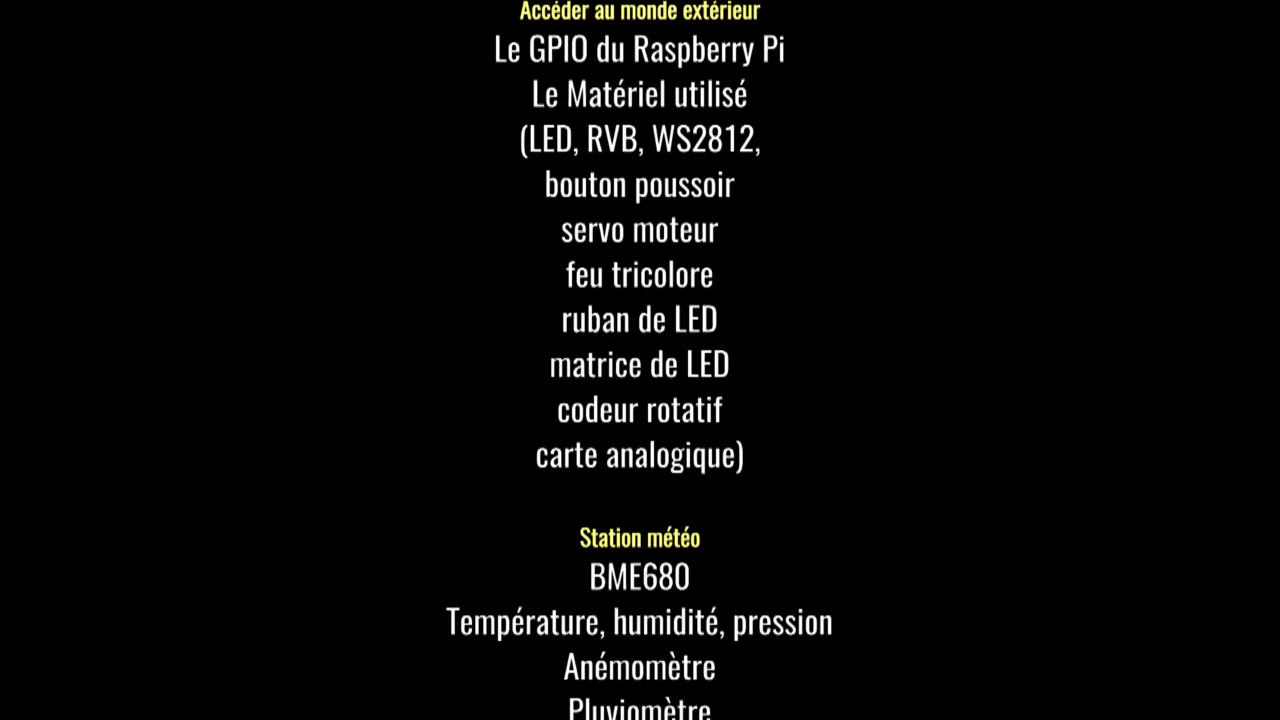 Accéder au monde extérieur
Le GPIO du Raspberry Pi
Le Matériel utilisé
(LED, RVB, WS2812,
bouton poussoir
servo moteur
feu tricolore
ruban de LED
matrice de LED
codeur rotatif
carte analogique)
Station météo
BME680
Température, humidité, pression
Anémomètre
Pluviomètre